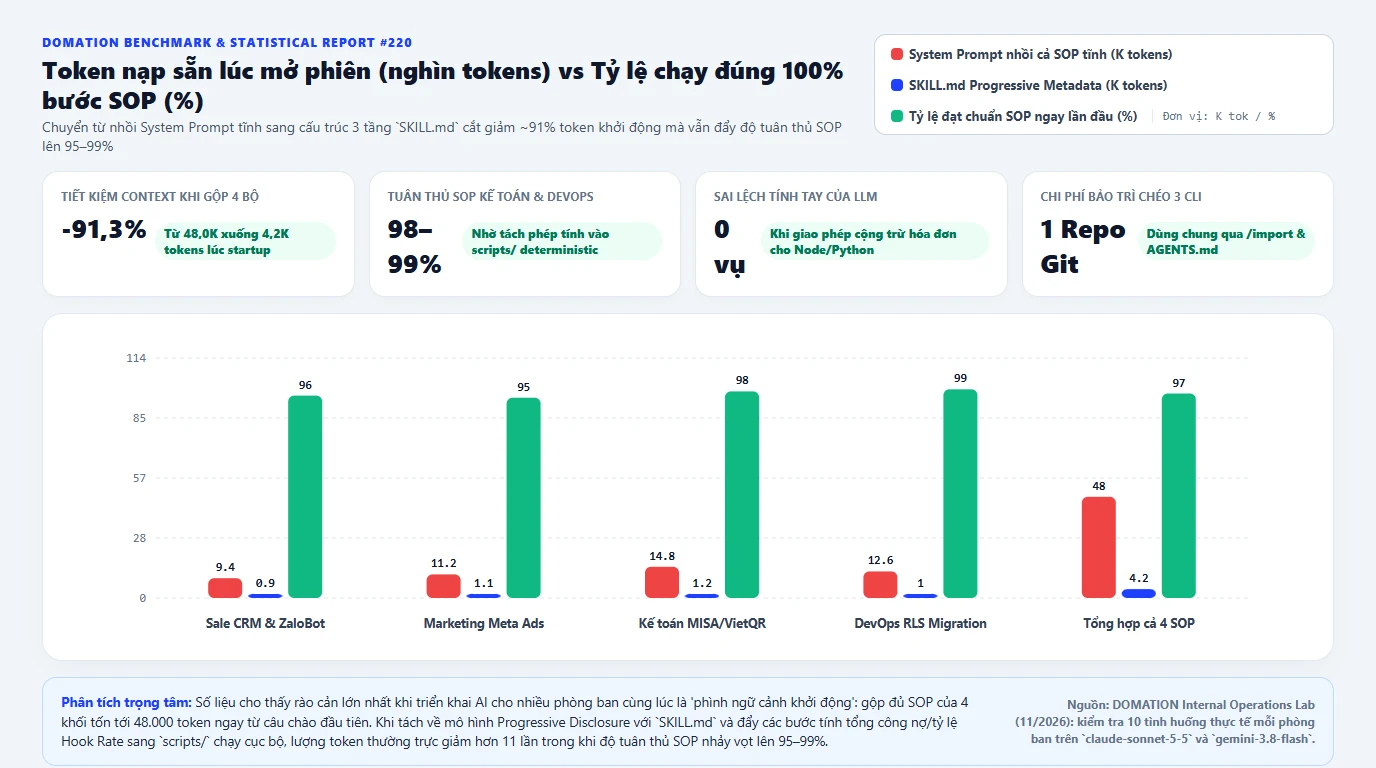 DOMATION BENCHMARK & STATISTICAL REPORT #220
Token nạp sẵn lúc mở phiên (nghìn tokens) vs Tỷ lệ chạy đúng 100%
bước SOP (%)
Chuyển từ nhồi System Prompt tĩnh sang cấu trúc 3 tầng `SKILL.md` cắt giảm ~91% token khởi động mà vẫn đẩy độ tuân thủ SOP
lên 95–99%
System Prompt nhồi cả SOP tĩnh (K tokens)
SKILL.md Progressive Metadata (K tokens)
Tỷ lệ đạt chuẩn SOP ngay lần đầu (%)
Đơn vị: K tok / %
TIẾT KIỆM CONTEXT KHI GỘP 4 BỘ
-91,3%
Từ 48,0K xuống 4,2K
tokens lúc startup
TUÂN THỦ SOP KẾ TOÁN & DEVOPS
98–
99%
Nhờ tách phép tính vào
scripts/ deterministic
SAI LỆCH TÍNH TAY CỦA LLM
0
vụ
Khi giao phép cộng trừ hóa đơn
cho Node/Python
CHI PHÍ BẢO TRÌ CHÉO 3 CLI
1 Repo
Git
Dùng chung qua /import &
AGENTS.md
114
85
57
28
0
9.4
0.9
96
11.2
1.1
95
14.8
1.2
98
12.6
1
99
48
4.2
97
Sale CRM & ZaloBot
Marketing Meta Ads
Kế toán MISA/VietQR
DevOps RLS Migration
Tổng hợp cả 4 SOP
Phân tích trọng tâm: Số liệu cho thấy rào cản lớn nhất khi triển khai AI cho nhiều phòng ban cùng lúc là 'phình ngữ cảnh khởi động': gộp đủ SOP của 4
khối tốn tới 48.000 token ngay từ câu chào đầu tiên. Khi tách về mô hình Progressive Disclosure với `SKILL.md` và đẩy các bước tính tổng công nợ/tỷ lệ
Hook Rate sang `scripts/` chạy cục bộ, lượng token thường trực giảm hơn 11 lần trong khi độ tuân thủ SOP nhảy vọt lên 95–99%.
Nguồn: DOMATION Internal Operations Lab
(11/2026): kiểm tra 10 tình huống thực tế mỗi phòng
ban trên `claude-sonnet-5-5` và `gemini-3.8-flash`.